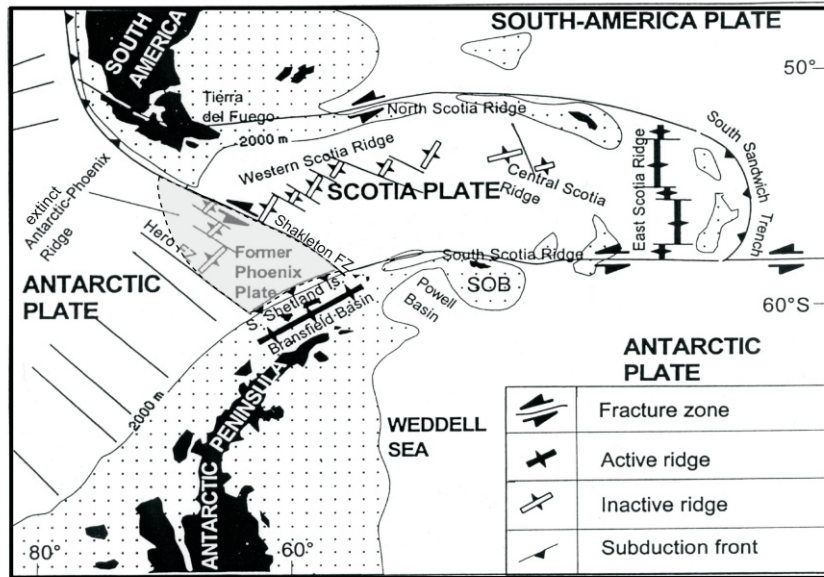 SOUTH-AMERICA PLATE
SOUTH
AMERICA
50°
Tierra
del Fuego
North Scotia Ridge
2000 m
Western Scotia Ridge
Central Scotia
Ridge
SCOTIA PLATE
East Scotia Ridge
South Sandwich
Trench
extinct
Antarctic-Phoenix
Ridge
Hero FZ
Shakleton FZ
Former
Phoenix
Plate
South Scotia Ridge
ANTARCTIC
PLATE
S. Shetland Is
SOB
Powell
Basin
Bransfield Basin
60°S
2000 m
WEDDELL
SEA
ANTARCTIC
PENINSULA
80°
60°
ANTARCTIC
PLATE
Fracture zone
Active ridge
Inactive ridge
Subduction front